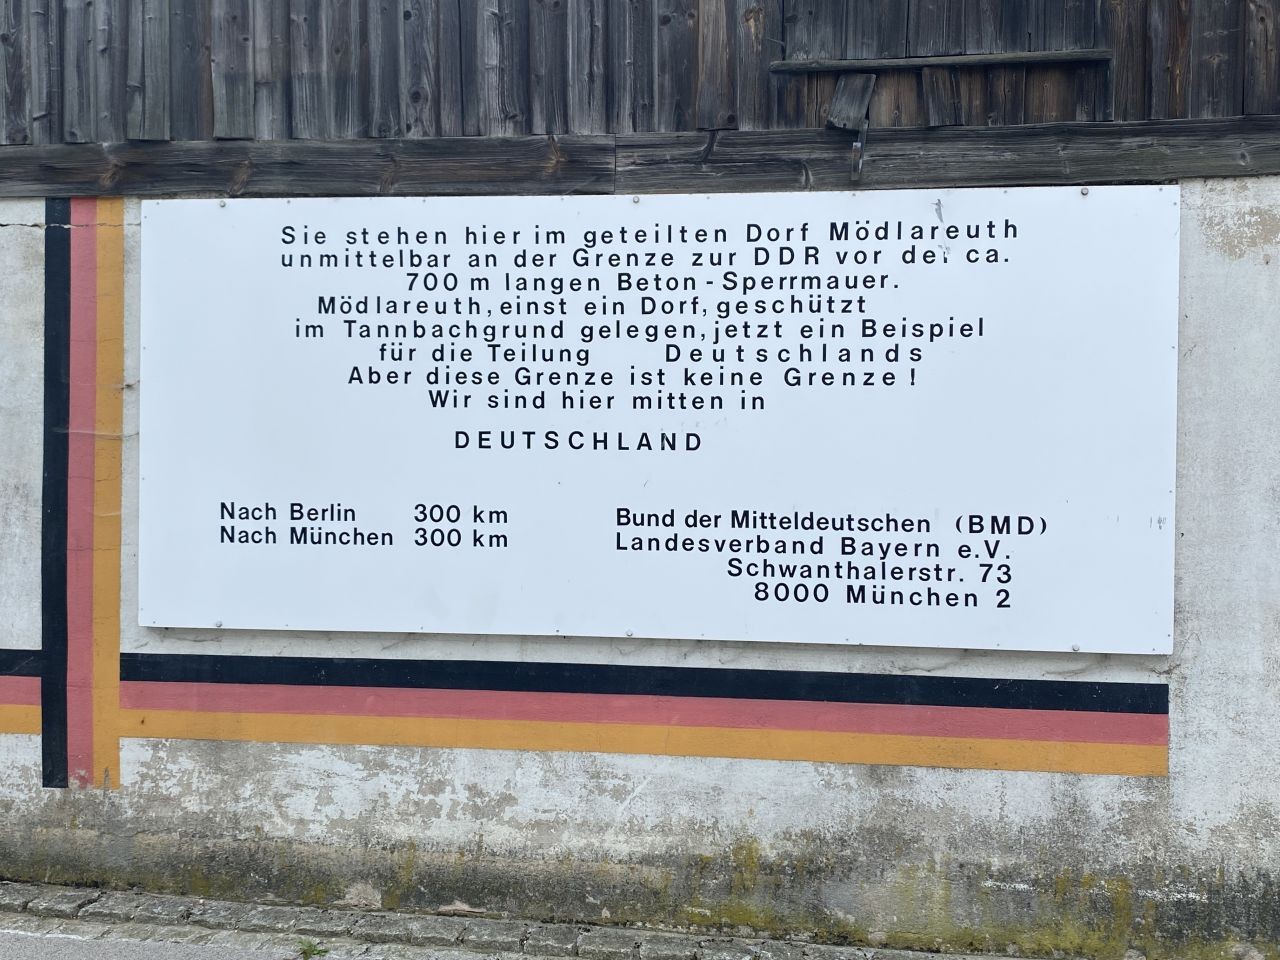 Sie stehen hier im geteilten Dorf Mödlareuth
unmittelbar an der Grenze zur DDR vor der ca.
700 m langen Beton-Sperrmauer.
Mödlareuth, einst ein Dorf, geschützt
im Tannbachgrund gelegen, jetzt ein Beispiel
für die Teilung Deutschlands
Aber diese Grenze ist keine Grenze!
Wir sind hier mitten in
DEUTSCHLAND
Nach Berlin 300 km
Nach München 300 km
Bund der Mitteldeutschen (BMD)
Landesverband Bayern e.V.
Schwanthalerstr. 73
8000 München 2